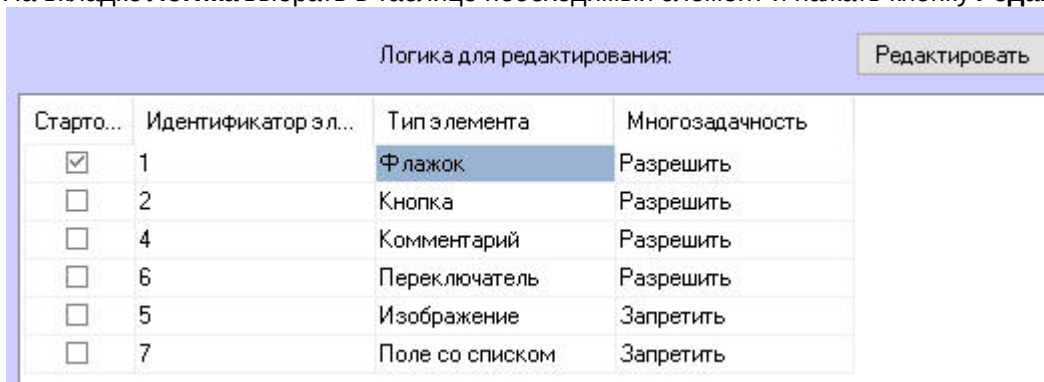 Логика для редактирования: Редактировать
Старто... Идентификатор эл... Тип элемента Многозадачность
1 Флажок Разрешить
2 Кнопка Разрешить
4 Комментарий Разрешить
6 Переключатель Разрешить
5 Изображение Запретить
7 Поле со списком Запретить